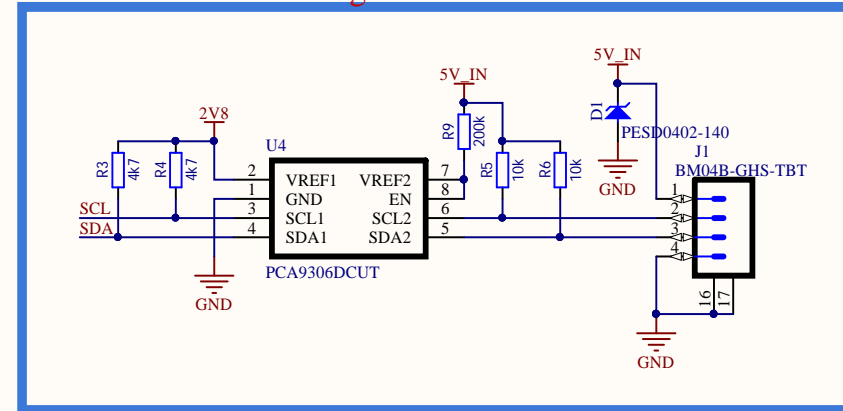 5V_IN
5V_IN
2V8
D1
PESD0402-140
J1
BM04B-GHS-TBT
R3
4k7
R4
4k7
U4
R9
200k
R5
10k
R6
10k
GND
2
VREF1
VREF2
7
1
GND
EN
8
3
SCL1
SCL2
6
4
SDA1
SDA2
5
SCL
SDA
1
2
3
4
PCA9306DCUT
GND
16
17
GND